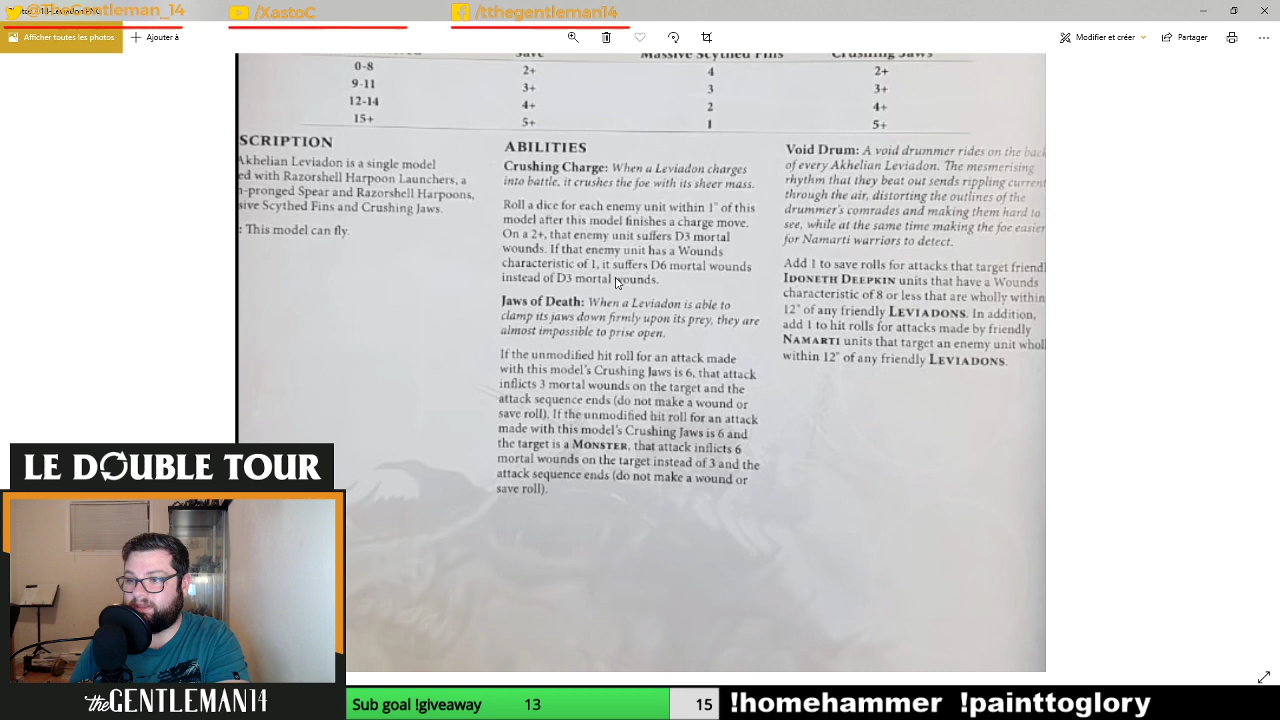 @TheGentleman_14
/XastoC
/tthegentleman14
Afficher toutes les photos
Ajouter à
Modifier et créer
Partager
Save
Massive Scythed Fins
Crushing Jaws
0-8 2+ 4 2+
9-11 3+ 3 3+
12-14 4+ 2 4+
15+ 5+ 1 5+
SCRIPTION
Akhelian Leviadon is a single model
ed with Razorshell Harpoon Launchers, a
n-pronged Spear and Razorshell Harpoons,
sive Scythed Fins and Crushing Jaws.
: This model can fly.
ABILITIES
Crushing Charge: When a Leviadon charges
into battle, it crushes the foe with its sheer mass.
Roll a dice for each enemy unit within 1" of this
model after this model finishes a charge move.
On a 2+, that enemy unit suffers D3 mortal
wounds. If that enemy unit has a Wounds
characteristic of 1, it suffers D6 mortal wounds
instead of D3 mortal wounds.
Jaws of Death: When a Leviadon is able to
clamp its jaws down firmly upon its prey, they are
almost impossible to prise open.
If the unmodified hit roll for an attack made
with this model's Crushing Jaws is 6, that attack
inflicts 3 mortal wounds on the target and the
attack sequence ends (do not make a wound or
save roll). If the unmodified hit roll for an attack
made with this model's Crushing Jaws is 6 and
the target is a MONSTER, that attack inflicts 6
mortal wounds on the target instead of 3 and the
attack sequence ends (do not make a wound or
save roll).
Void Drum: A void drummer rides on the back
of every Akhelian Leviadon. The mesmerising
rhythm that they beat out sends rippling current
through the air, distorting the outlines of the
drummer's comrades and making them hard to
see, while at the same time making the foe easier
for Namarti warriors to detect.
Add 1 to save rolls for attacks that target friendl
IDONETH DEEPKIN units that have a Wounds
characteristic of 8 or less that are wholly within
12" of any friendly LEVIADONS. In addition,
add 1 to hit rolls for attacks made by friendly
NAMARTI units that target an enemy unit wholl
within 12" of any friendly LEVIADONS.
LE DOUBLE TOUR
theGENTLEMAN14
Sub goal !giveaway 13 15
!homehammer !painttoglory